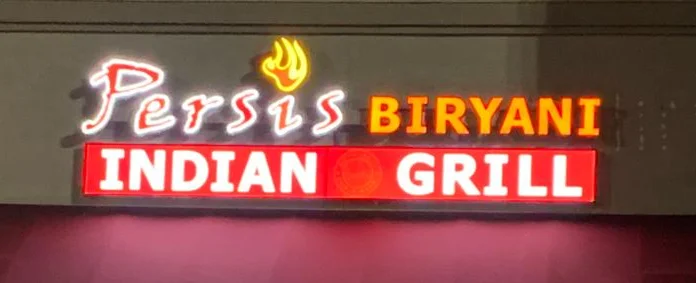 Persis BIRYANI
INDIAN GRILL